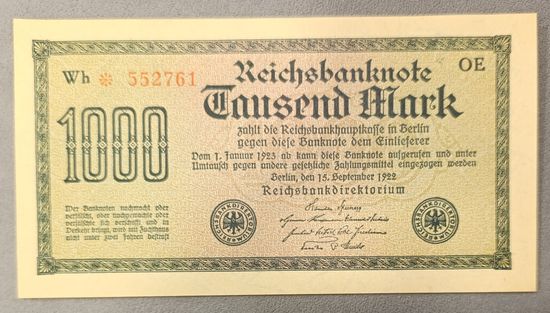 Wh * 552761
Reichsbanknote
OE
Tausend Mark
1000
zahlt die Reichsbankhauptkasse in Berlin
gegen diese Banknote dem Einlieferer
Vom 1. Januar 1923 ab kann diese Banknote aufgerufen und unter
Umtausch gegen andere gesetzliche Zahlungsmittel eingezogen werden
Berlin, den 15. September 1922
Reichsbankdirektorium
Wer Banknoten nachmacht oder
verfälscht, oder nachgemachte oder
verfälschte sich verschafft und in
Verkehr bringt, wird mit Zuchthaus
nicht unter zwei Jahren bestraft